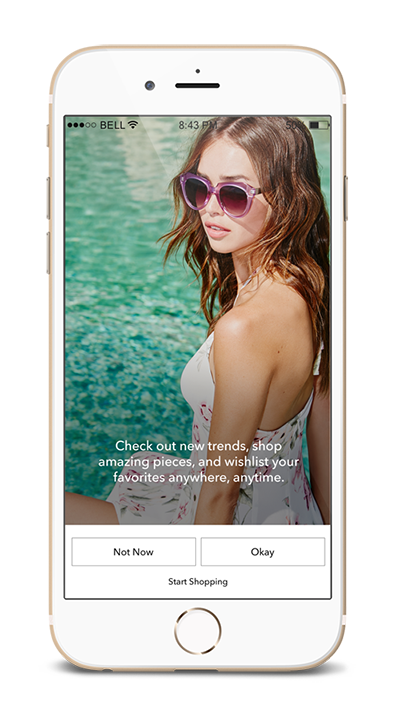 BELL 8:43 PM 50%
Check out new trends, shop
amazing pieces, and wishlist your
favorites anywhere, anytime.
Not Now Okay
Start Shopping